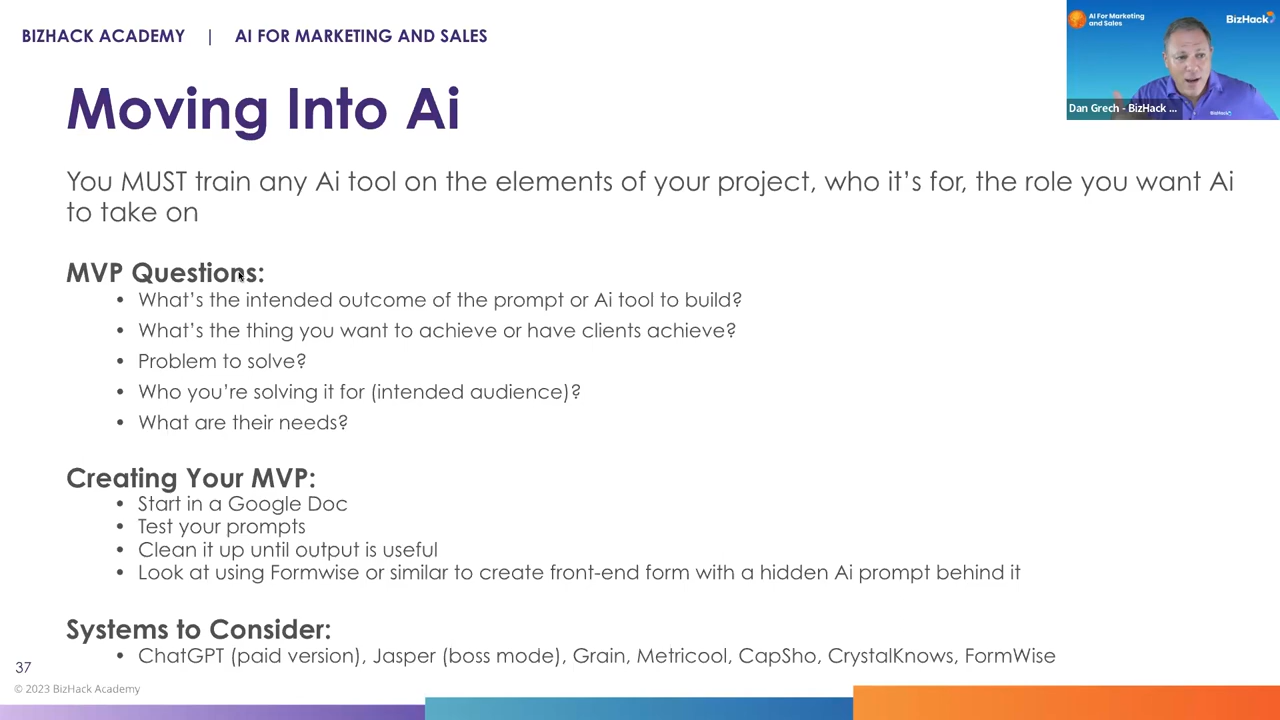 BIZHACK ACADEMY | AI FOR MARKETING AND SALES
AI For Marketing
and Sales
BizHack
BizHack
Dan Grech - BizHack ...
Moving Into Ai
You MUST train any Ai tool on the elements of your project, who it's for, the role you want Ai
to take on
MVP Questions:
• What's the intended outcome of the prompt or Ai tool to build?
• What's the thing you want to achieve or have clients achieve?
• Problem to solve?
• Who you're solving it for (intended audience)?
• What are their needs?
Creating Your MVP:
• Start in a Google Doc
• Test your prompts
• Clean it up until output is useful
• Look at using Formwise or similar to create front-end form with a hidden Ai prompt behind it
Systems to Consider:
• ChatGPT (paid version), Jasper (boss mode), Grain, Metricool, CapSho, CrystalKnows, FormWise
37
© 2023 BizHack Academy